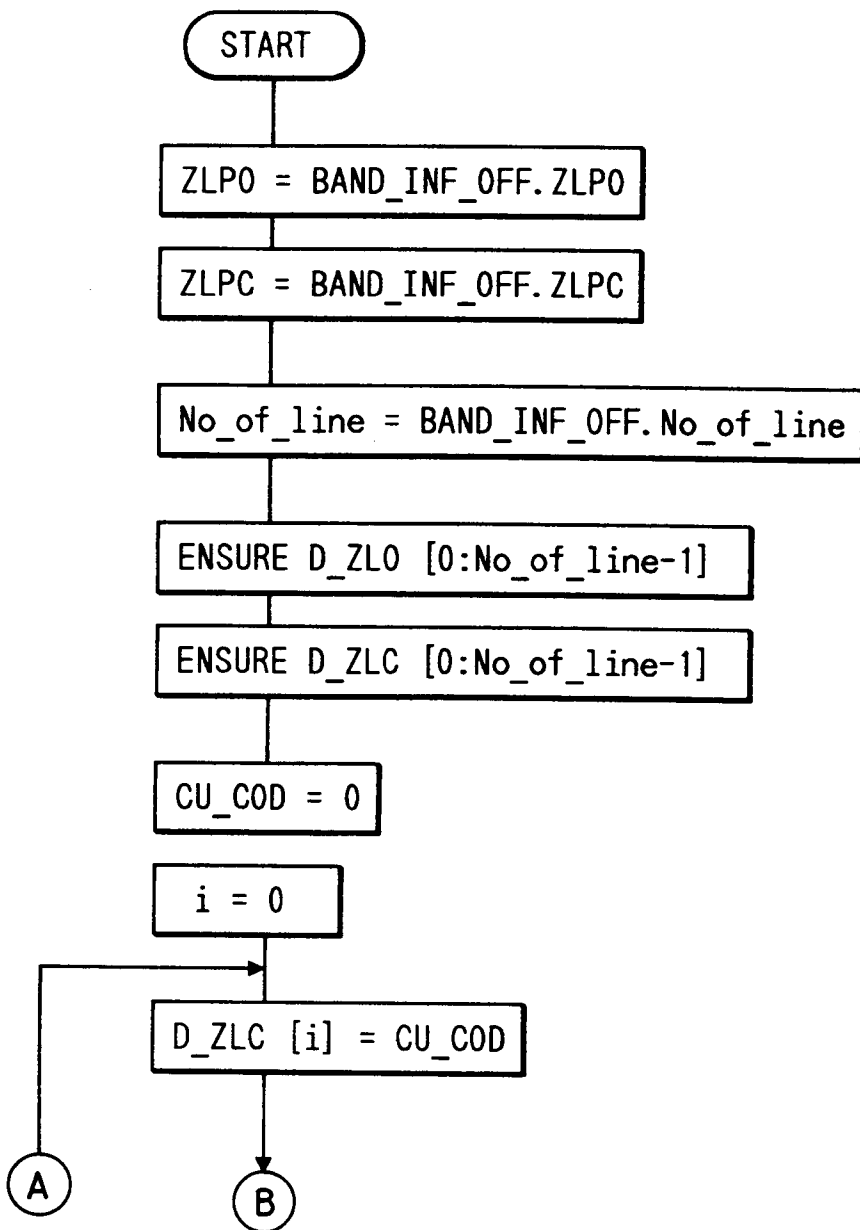 START
ZLPO = BAND_INF_OFF.ZLPO
ZLPC = BAND_INF_OFF.ZLPC
No_of_line = BAND_INF_OFF.No_of_line
ENSURE D_ZLO [0:No_of_line-1]
ENSURE D_ZLC [0:No_of_line-1]
CU_COD = 0
i = 0
D_ZLC [i] = CU_COD
A
B